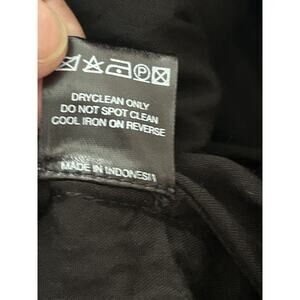 P
DRYCLEAN ONLY
DO NOT SPOT CLEAN
COOL IRON ON REVERSE
MADE IN INDONESIA